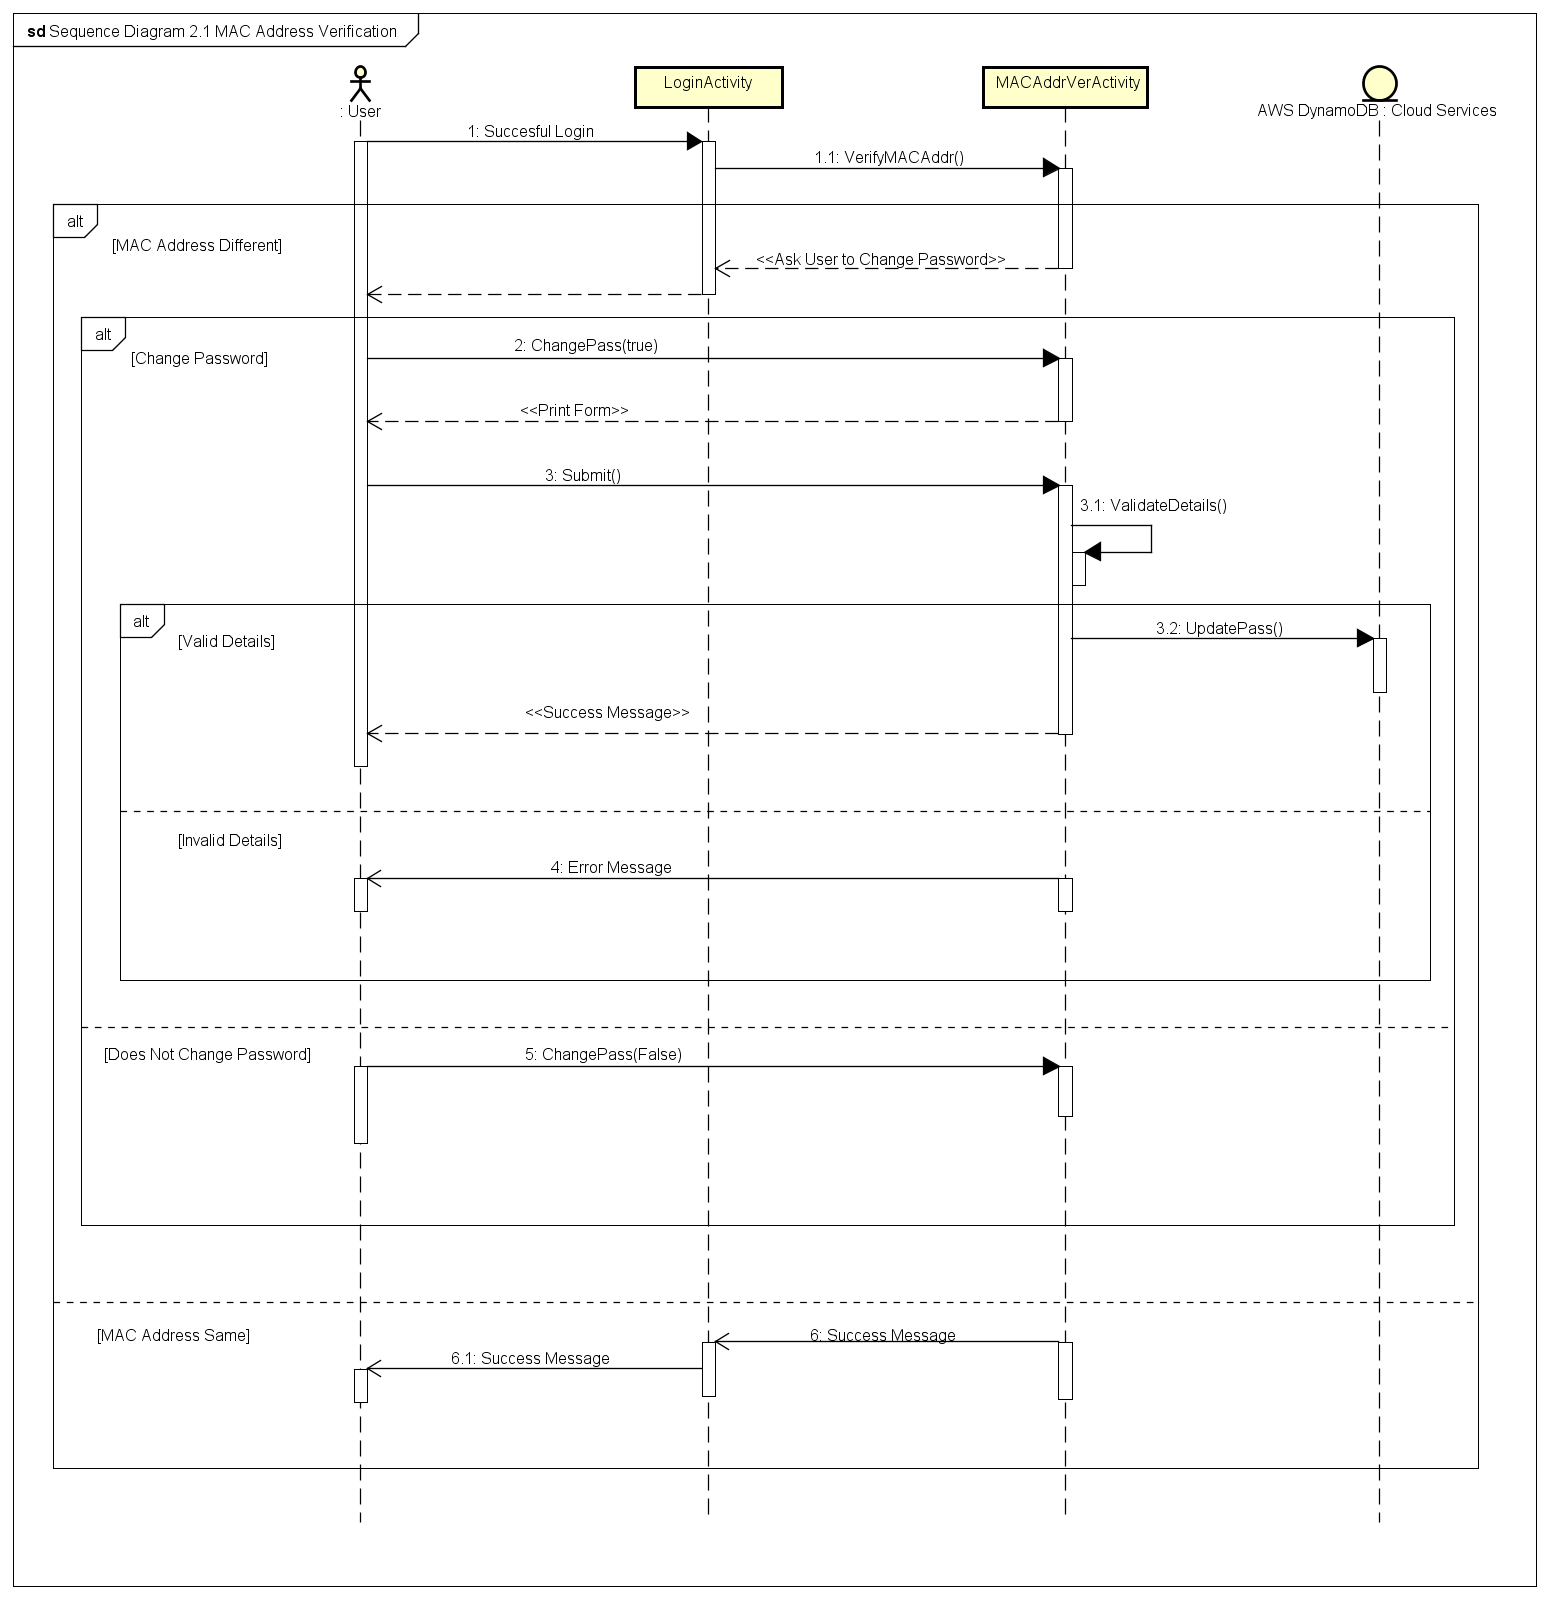 sd Sequence Diagram 2.1 MAC Address Verification
: User
LoginActivity
MACAddrVerActivity
AWS DynamoDB : Cloud Services
1: Succesful Login
1.1: VerifyMACAddr()
alt
[MAC Address Different]
<<Ask User to Change Password>>
alt
[Change Password]
2: ChangePass(true)
<<Print Form>>
3: Submit()
3.1: ValidateDetails()
alt
[Valid Details]
3.2: UpdatePass()
<<Success Message>>
[Invalid Details]
4: Error Message
[Does Not Change Password]
5: ChangePass(False)
[MAC Address Same]
6: Success Message
6.1: Success Message